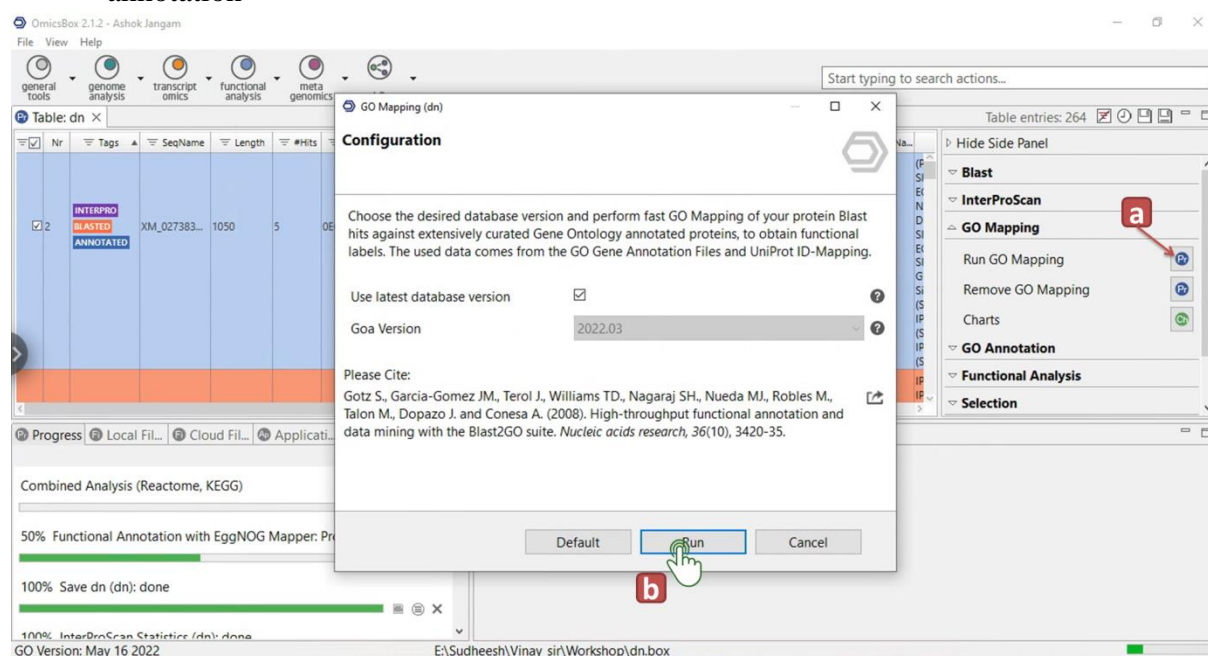 annotation
OmicsBox 2.1.2 - Ashok Jangam
File View Help
general tools
genome analysis
transcript omics
functional analysis
meta genomics
Start typing to search actions...
Table: dn
Table entries: 264
Nr Tags SeqName Length #Hits
2 INTERPRO BLASTED ANNOTATED XM_027383... 1050 5 0E
GO Mapping (dn)
Configuration
Choose the desired database version and perform fast GO Mapping of your protein Blast
hits against extensively curated Gene Ontology annotated proteins, to obtain functional
labels. The used data comes from the GO Gene Annotation Files and UniProt ID-Mapping.
Use latest database version
Goa Version 2022.03
Please Cite:
Gotz S., Garcia-Gomez JM., Terol J., Williams TD., Nagaraj SH., Nueda MJ., Robles M.,
Talon M., Dopazo J. and Conesa A. (2008). High-throughput functional annotation and
data mining with the Blast2GO suite. Nucleic acids research, 36(10), 3420-35.
Default Run Cancel
b
Hide Side Panel
Blast
InterProScan
a
GO Mapping
Run GO Mapping
Remove GO Mapping
Charts
GO Annotation
Functional Analysis
Selection
Progress Local Fil... Cloud Fil... Applicati...
Combined Analysis (Reactome, KEGG)
50% Functional Annotation with EggNOG Mapper: Pr
100% Save dn (dn): done
100% InterProScan Statistics (dn): done
GO Version: May 16 2022
E:\Sudheesh\Vinay sir\Workshop\dn.box